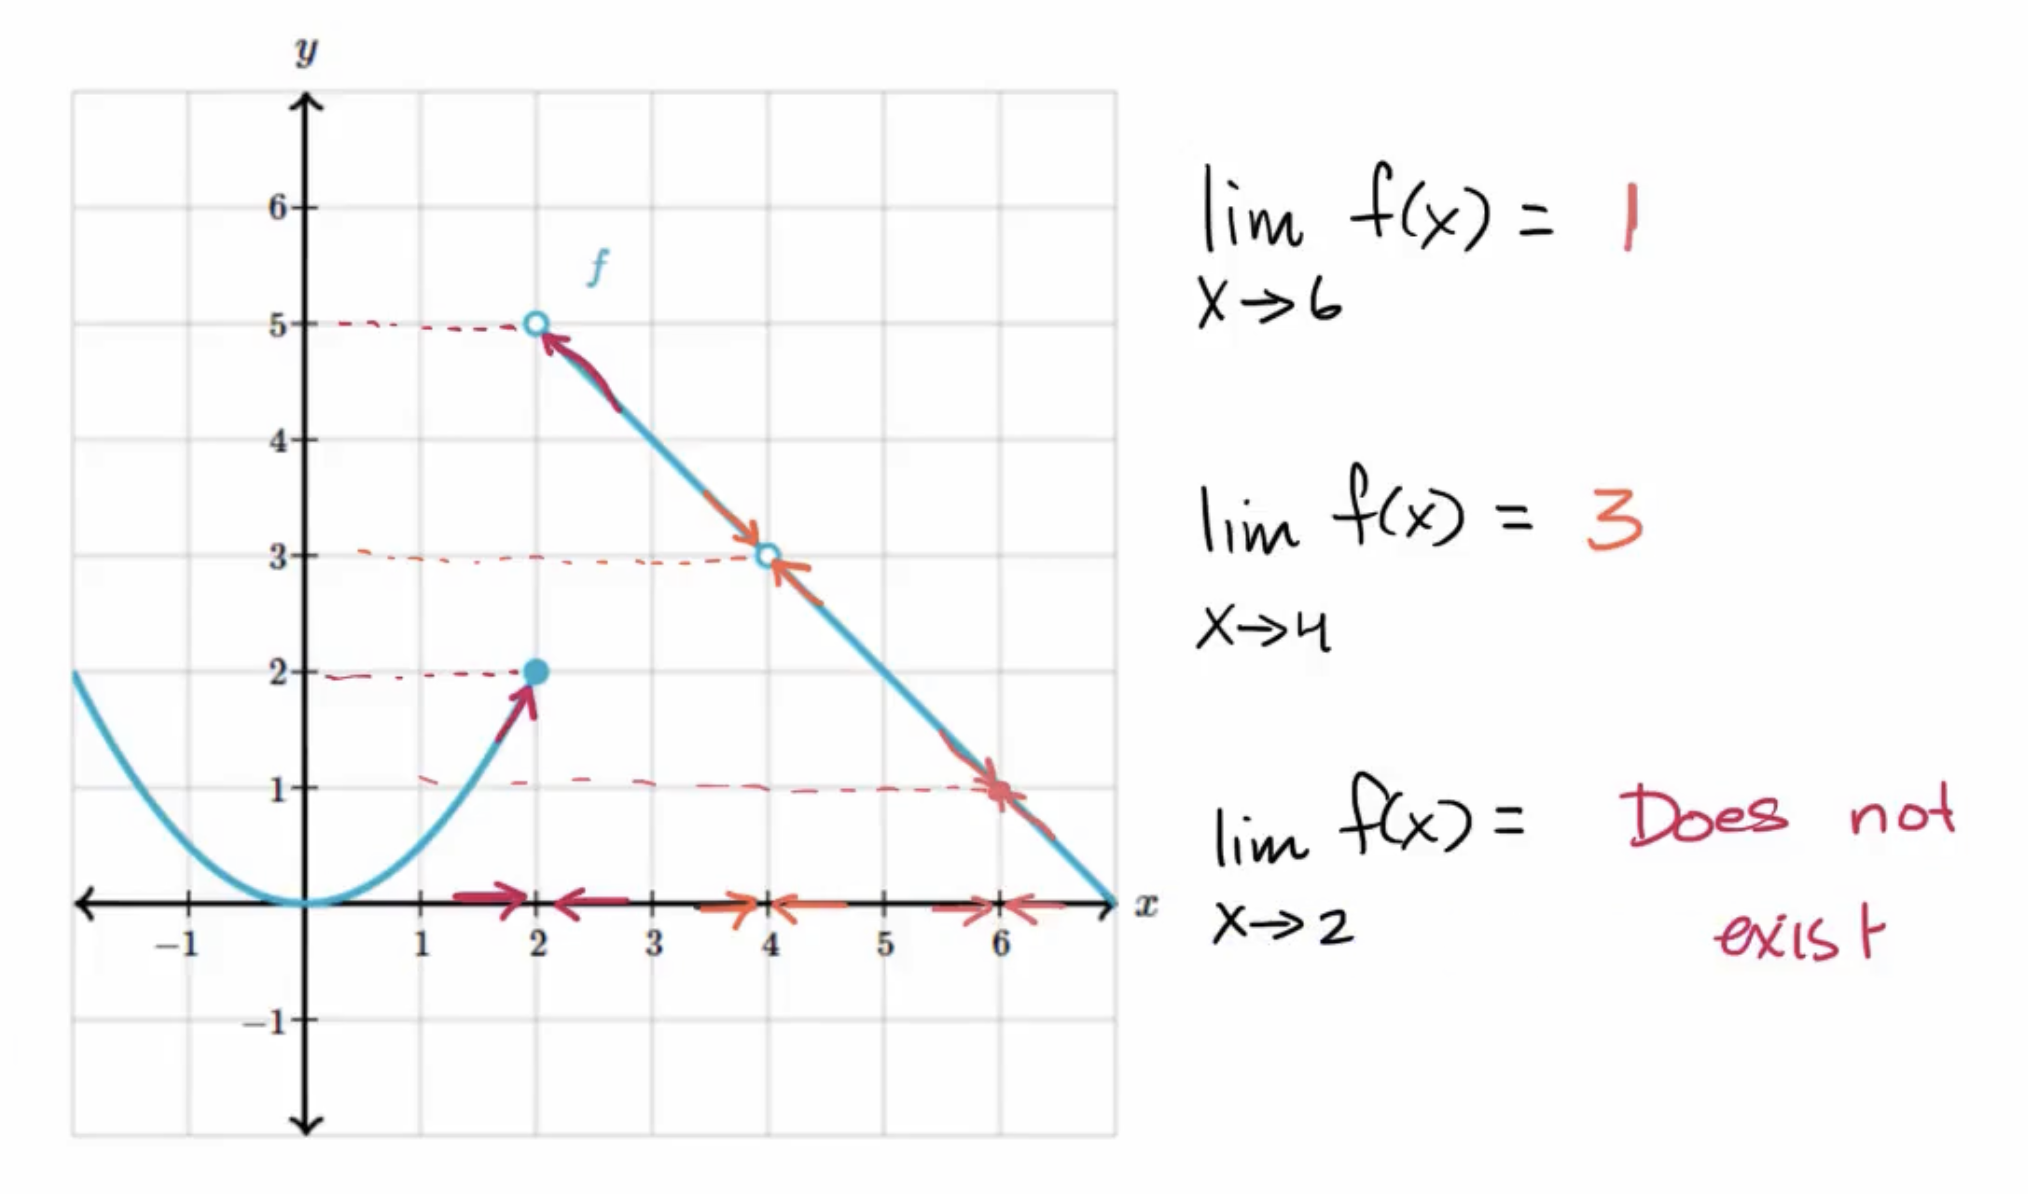 y
6
5
4
3
2
1
−1
f
−1 1 2 3 4 5 6
x
lim f(x) = 1
x→6
lim f(x) = 3
x→4
lim f(x) = Does not
x→2 exist